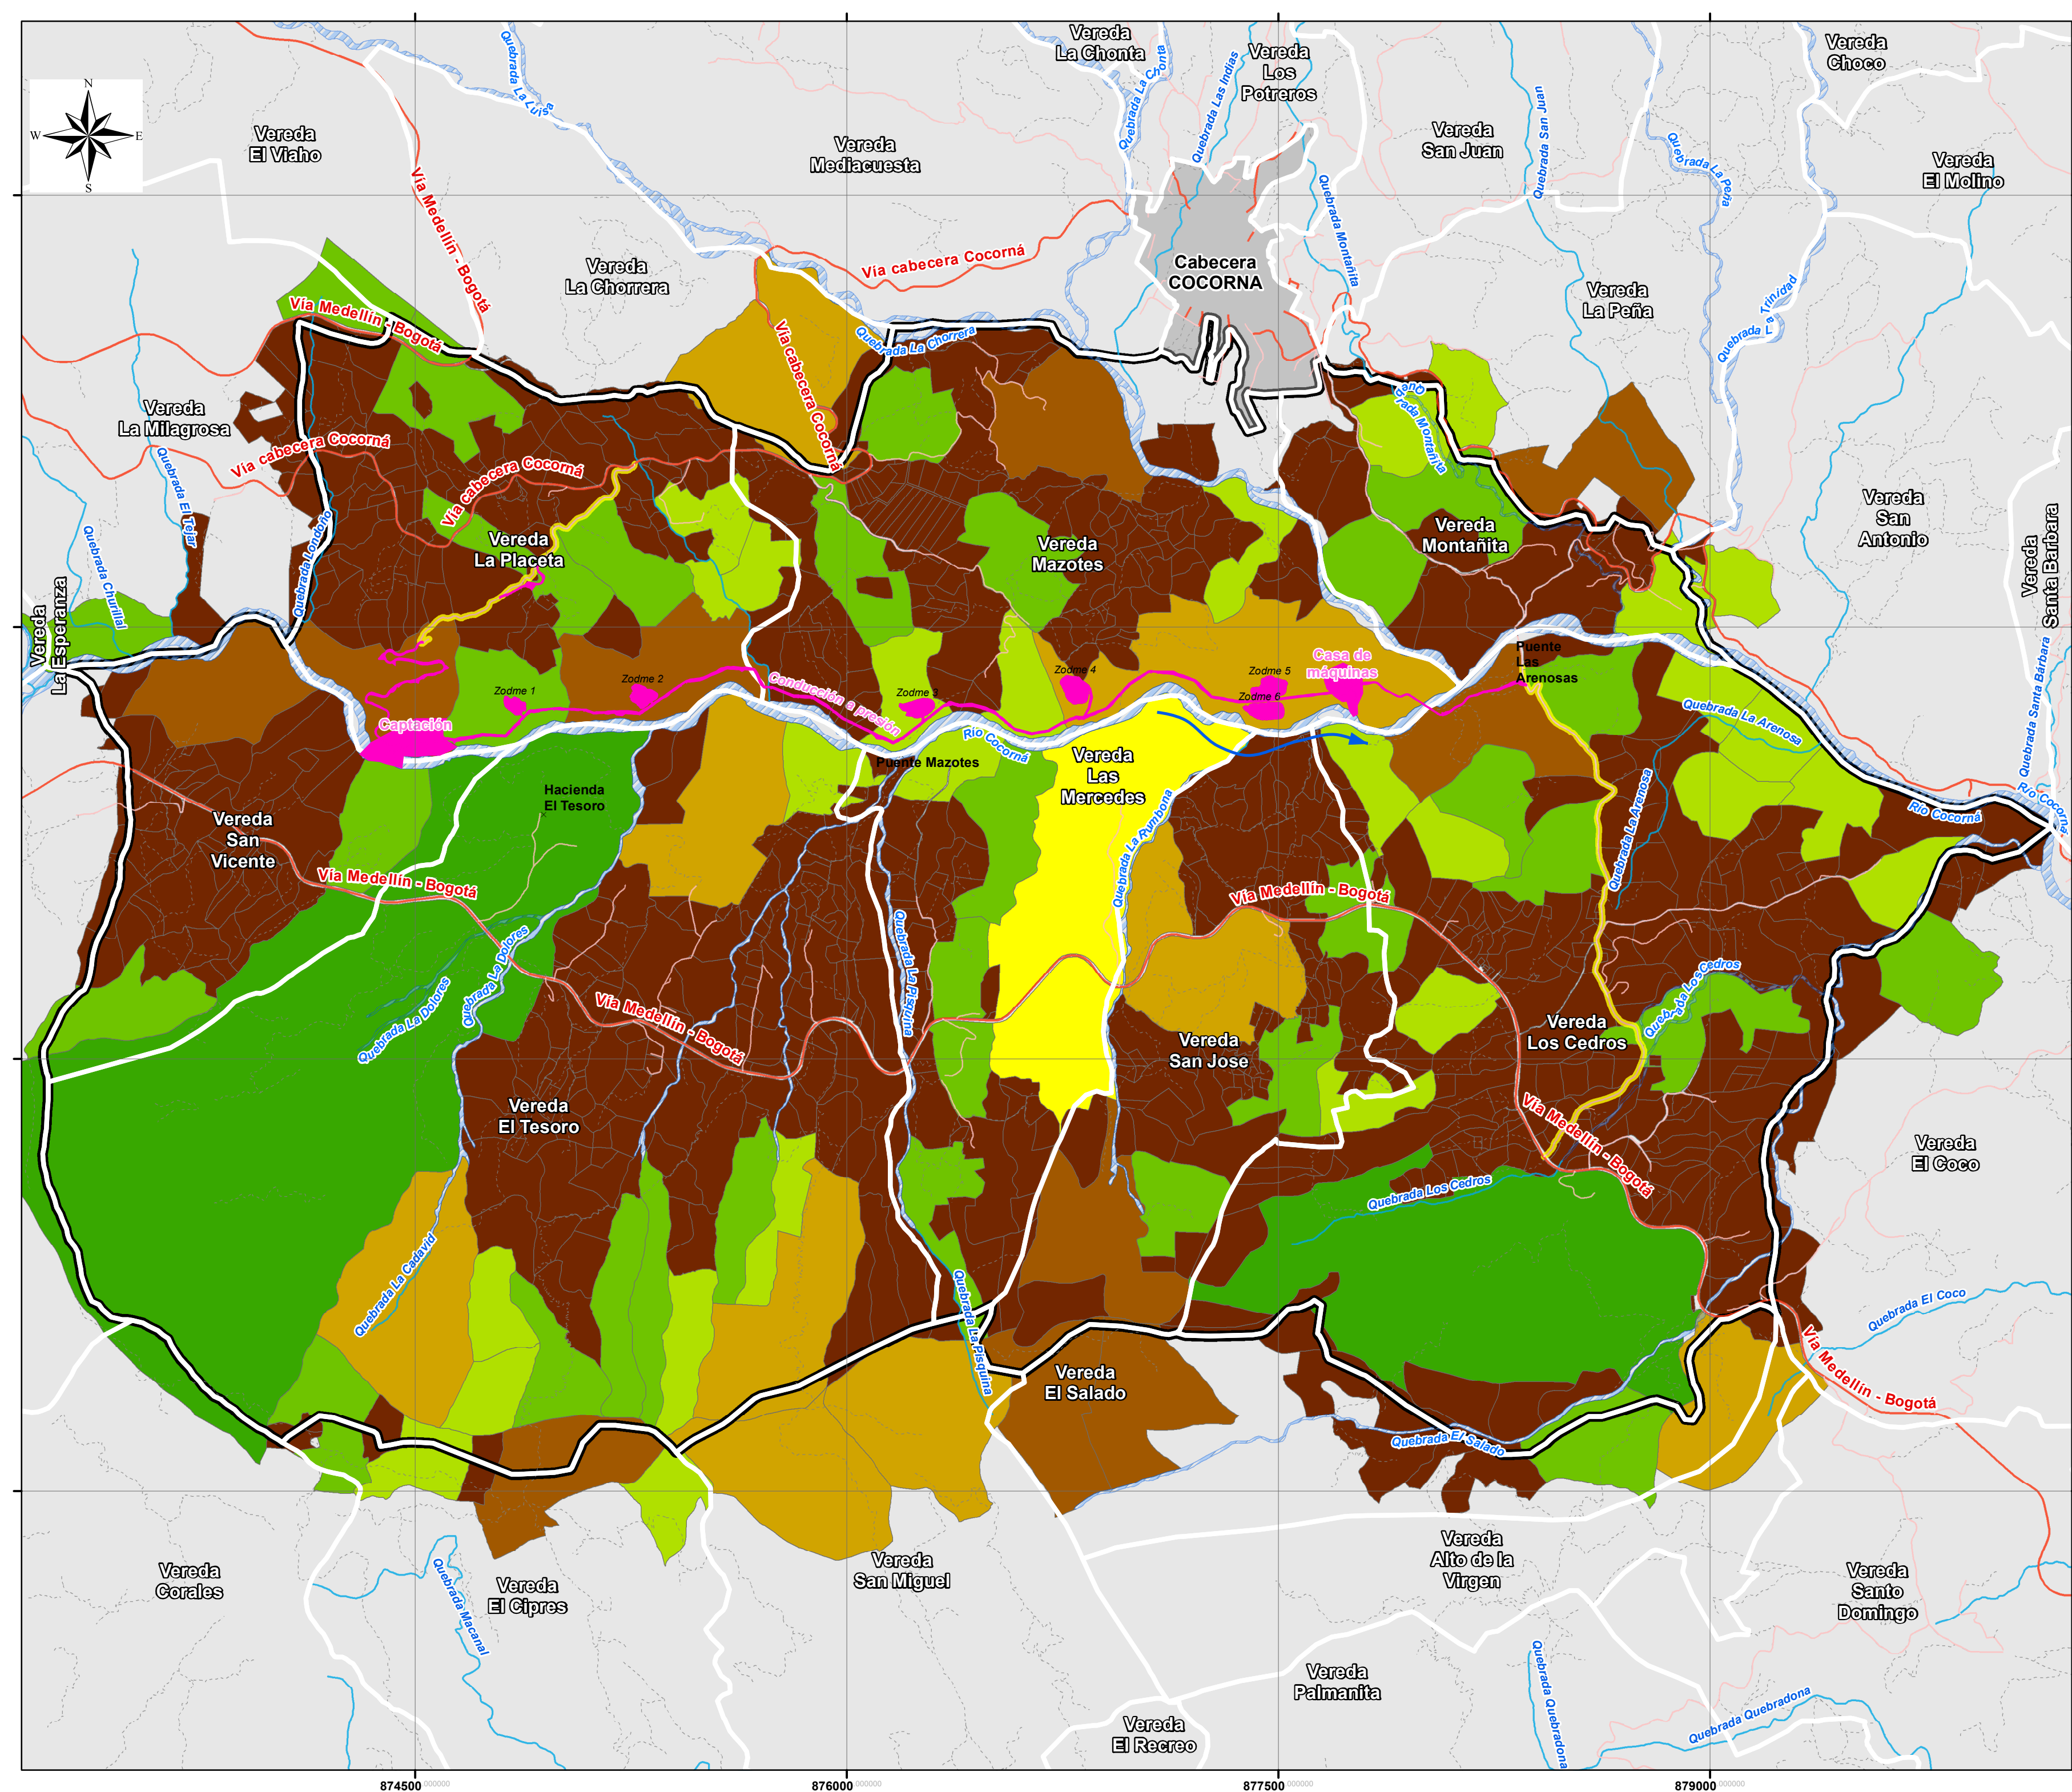 Vereda
La Chonta
Vereda
Los
Potreros
Vereda
Choco
N
W
E
S
Quebrada La Luisa
Quebrada La Chonta
Quebrada Las Indias
Vereda
El Viaho
Vereda
Mediacuesta
Vereda
San Juan
Quebrada San Juan
Quebrada La Peña
Vereda
El Molino
Vía Medellín - Bogotá
Vereda
La Chorrera
Vía cabecera Cocorná
Cabecera
COCORNA
Quebrada Montañita
Vereda
La Peña
Quebrada La Trinidad
Vía Medellín - Bogotá
Quebrada La Chorrera
Vía cabecera Cocorná
Quebrada Montañita
Vereda
La Milagrosa
Vía cabecera Cocorná
Vía cabecera Cocorná
Quebrada El Tejar
Quebrada Churillal
Quebrada Londoño
Vereda
La Placeta
Vereda
Mazotes
Vereda
Montañita
Vereda
San
Antonio
Vereda
Santa Barbara
Vereda
La Esperanza
Puente
Las
Arenosas
Casa de
máquinas
Zodme 1
Zodme 2
Zodme 3
Zodme 4
Zodme 5
Zodme 6
Conducción a presión
Captación
Río Cocorná
Quebrada La Arenosa
Quebrada Santa Bárbara
Puente Mazotes
Vereda
Las
Mercedes
Hacienda
El Tesoro
Vereda
San
Vicente
Quebrada La Rumbona
Quebrada La Arenosa
Río Cocorná
Río Cocorná
Vía Medellín - Bogotá
Vía Medellín - Bogotá
Quebrada La Dolores
Quebrada La Dolores
Quebrada La Pisquina
Quebrada Los Cedros
Vía Medellín - Bogotá
Vereda
San Jose
Vereda
Los Cedros
Vereda
El Tesoro
Vía Medellín - Bogotá
Vereda
El Coco
Quebrada Los Cedros
Quebrada La Cadavid
Quebrada La Pisquina
Quebrada El Coco
Vía Medellín - Bogotá
Vereda
El Salado
Quebrada El Salado
Vereda
Corales
Quebrada Macanal
Vereda
El Cipres
Vereda
San Miguel
Vereda
Alto de la
Virgen
Vereda
Santo
Domingo
Vereda
Palmanita
Quebrada Quebradona
Quebrada Quebradona
Vereda
El Recreo
874500.000000
876000.000000
877500.000000
879000.000000